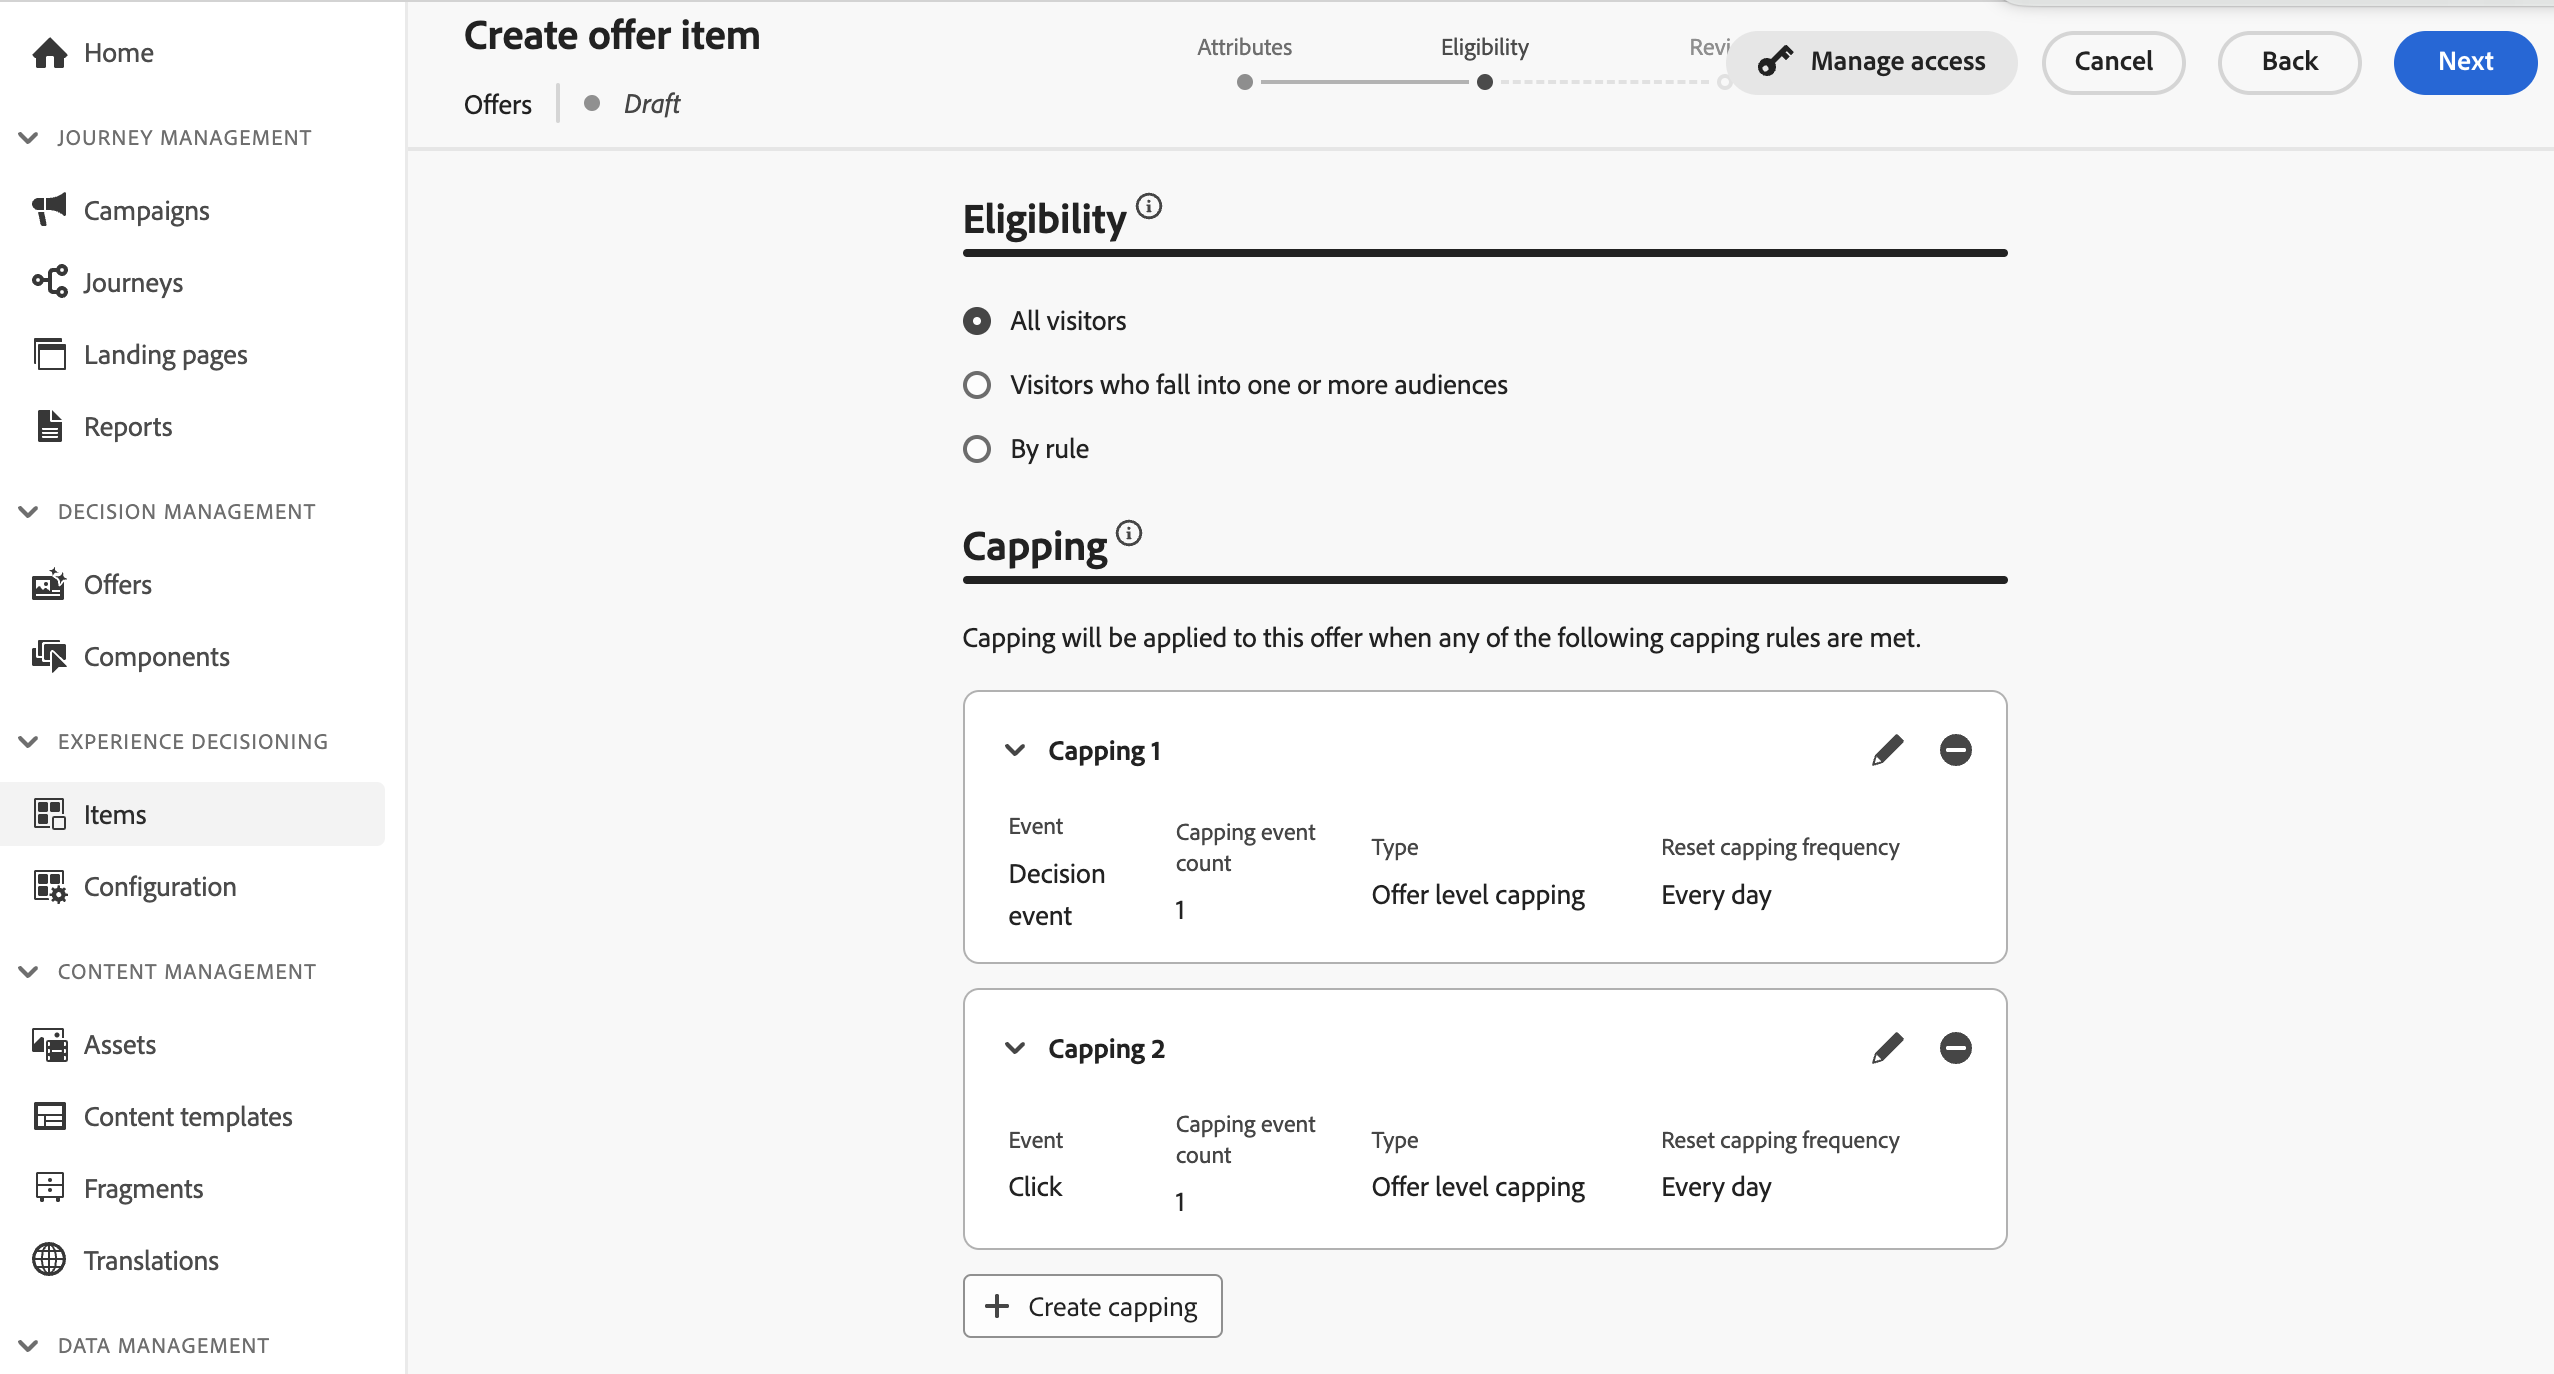 Home
JOURNEY MANAGEMENT
Campaigns
Journeys
Landing pages
Reports
DECISION MANAGEMENT
Offers
Components
EXPERIENCE DECISIONING
Items
Configuration
CONTENT MANAGEMENT
Assets
Content templates
Fragments
Translations
DATA MANAGEMENT
Create offer item
Offers
Draft
Attributes
Eligibility
Revi
Manage access
Cancel
Back
Next
Eligibility
All visitors
Visitors who fall into one or more audiences
By rule
Capping
Capping will be applied to this offer when any of the following capping rules are met.
Capping 1
Event
Decision
event
Capping event
count
1
Type
Offer level capping
Reset capping frequency
Every day
Capping 2
Event
Click
Capping event
count
1
Type
Offer level capping
Reset capping frequency
Every day
Create capping